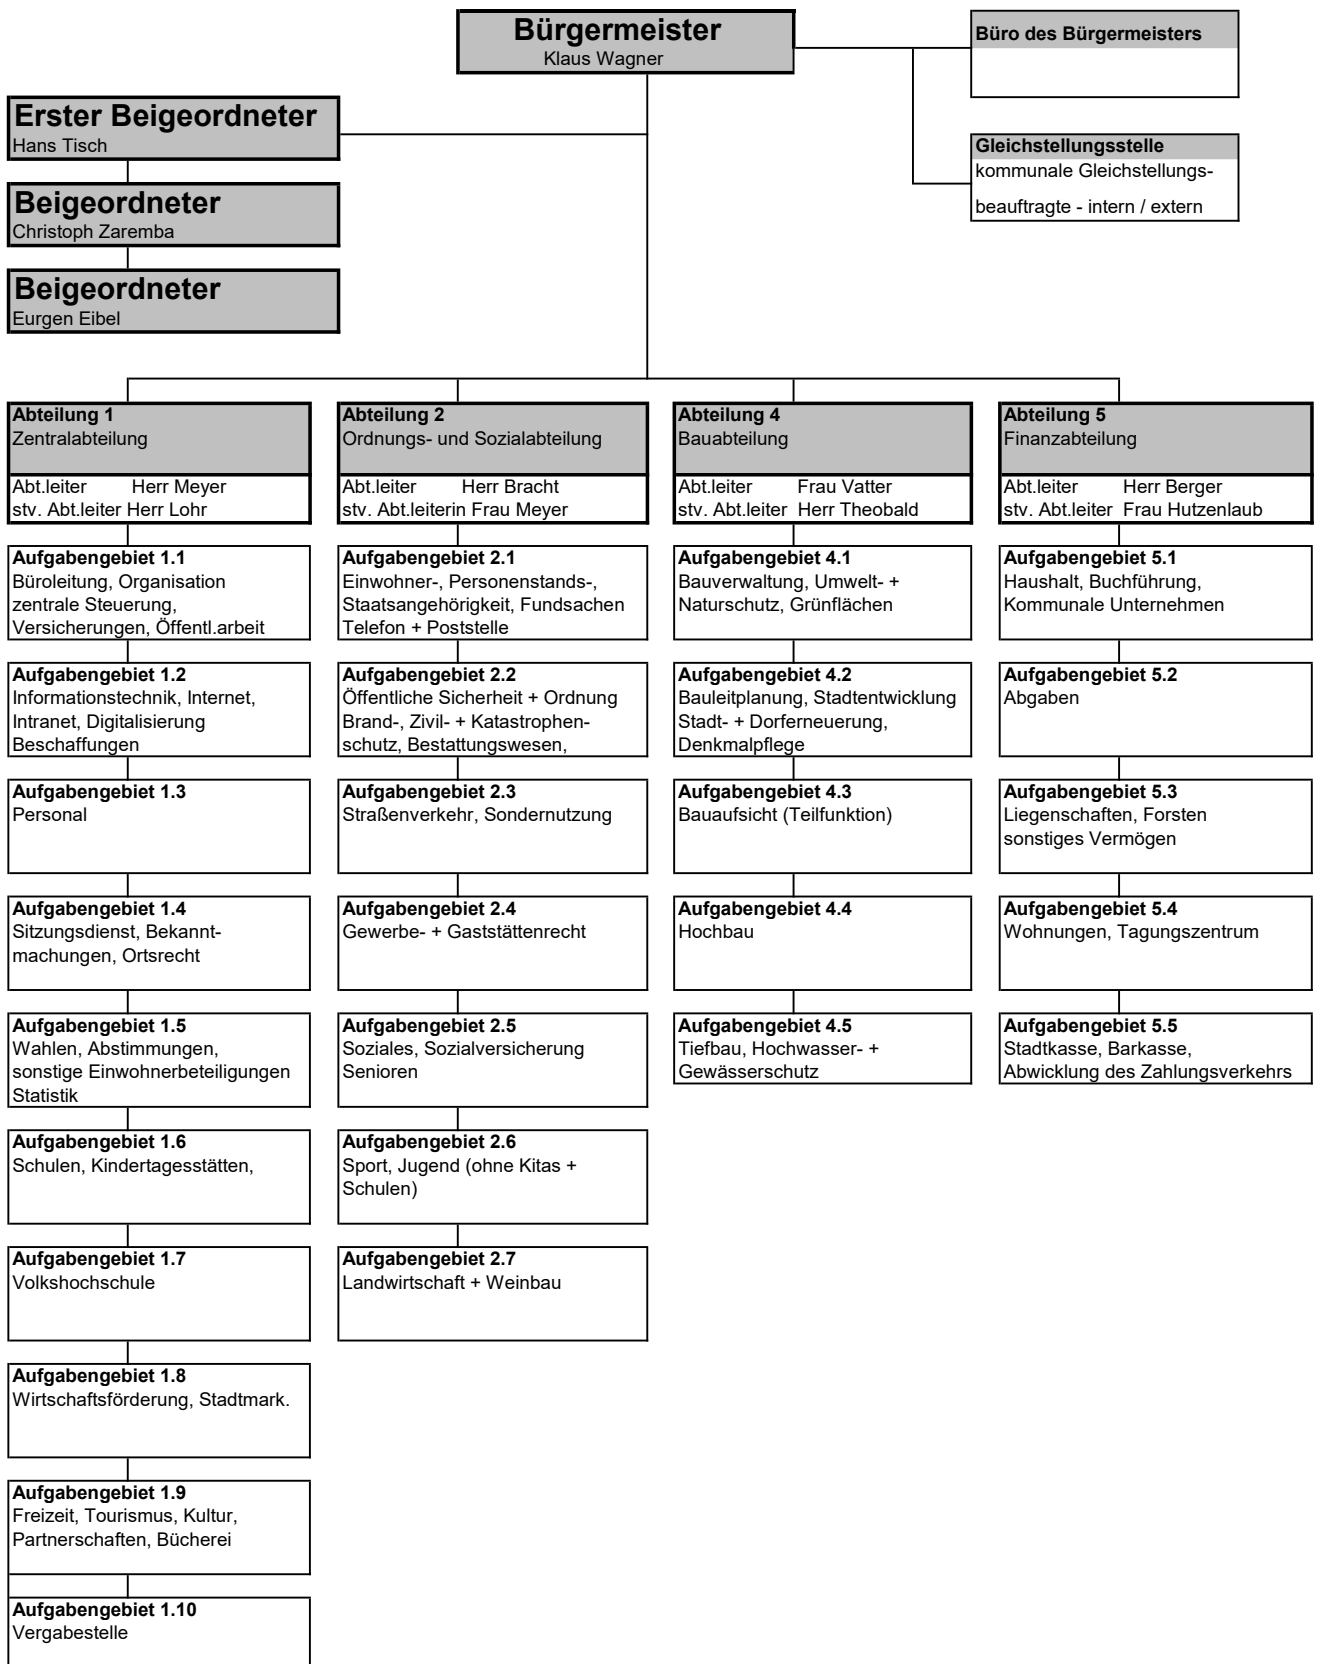 Bürgermeister
Klaus Wagner
Büro des Bürgermeisters
Erster Beigeordneter
Hans Tisch
Gleichstellungsstelle
kommunale Gleichstellungs-
beauftragte - intern / extern
Beigeordneter
Christoph Zaremba
Beigeordneter
Eurgen Eibel
Abteilung 1
Zentralabteilung
Abt.leiter Herr Meyer
stv. Abt.leiter Herr Lohr
Aufgabengebiet 1.1
Büroleitung, Organisation
zentrale Steuerung,
Versicherungen, Öffentl.arbeit
Aufgabengebiet 1.2
Informationstechnik, Internet,
Intranet, Digitalisierung
Beschaffungen
Aufgabengebiet 1.3
Personal
Aufgabengebiet 1.4
Sitzungsdienst, Bekannt-
machungen, Ortsrecht
Aufgabengebiet 1.5
Wahlen, Abstimmungen,
sonstige Einwohnerbeteiligungen
Statistik
Aufgabengebiet 1.6
Schulen, Kindertagesstätten,
Aufgabengebiet 1.7
Volkshochschule
Aufgabengebiet 1.8
Wirtschaftsförderung, Stadtmark.
Aufgabengebiet 1.9
Freizeit, Tourismus, Kultur,
Partnerschaften, Bücherei
Aufgabengebiet 1.10
Vergabestelle
Abteilung 2
Ordnungs- und Sozialabteilung
Abt.leiter Herr Bracht
stv. Abt.leiterin Frau Meyer
Aufgabengebiet 2.1
Einwohner-, Personenstands-,
Staatsangehörigkeit, Fundsachen
Telefon + Poststelle
Aufgabengebiet 2.2
Öffentliche Sicherheit + Ordnung
Brand-, Zivil- + Katastrophen-
schutz, Bestattungswesen,
Aufgabengebiet 2.3
Straßenverkehr, Sondernutzung
Aufgabengebiet 2.4
Gewerbe- + Gaststättenrecht
Aufgabengebiet 2.5
Soziales, Sozialversicherung
Senioren
Aufgabengebiet 2.6
Sport, Jugend (ohne Kitas +
Schulen)
Aufgabengebiet 2.7
Landwirtschaft + Weinbau
Abteilung 4
Bauabteilung
Abt.leiter Frau Vatter
stv. Abt.leiter Herr Theobald
Aufgabengebiet 4.1
Bauverwaltung, Umwelt- +
Naturschutz, Grünflächen
Aufgabengebiet 4.2
Bauleitplanung, Stadtentwicklung
Stadt- + Dorferneuerung,
Denkmalpflege
Aufgabengebiet 4.3
Bauaufsicht (Teilfunktion)
Aufgabengebiet 4.4
Hochbau
Aufgabengebiet 4.5
Tiefbau, Hochwasser- +
Gewässerschutz
Abteilung 5
Finanzabteilung
Abt.leiter Herr Berger
stv. Abt.leiter Frau Hutzenlaub
Aufgabengebiet 5.1
Haushalt, Buchführung,
Kommunale Unternehmen
Aufgabengebiet 5.2
Abgaben
Aufgabengebiet 5.3
Liegenschaften, Forsten
sonstiges Vermögen
Aufgabengebiet 5.4
Wohnungen, Tagungszentrum
Aufgabengebiet 5.5
Stadtkasse, Barkasse,
Abwicklung des Zahlungsverkehrs